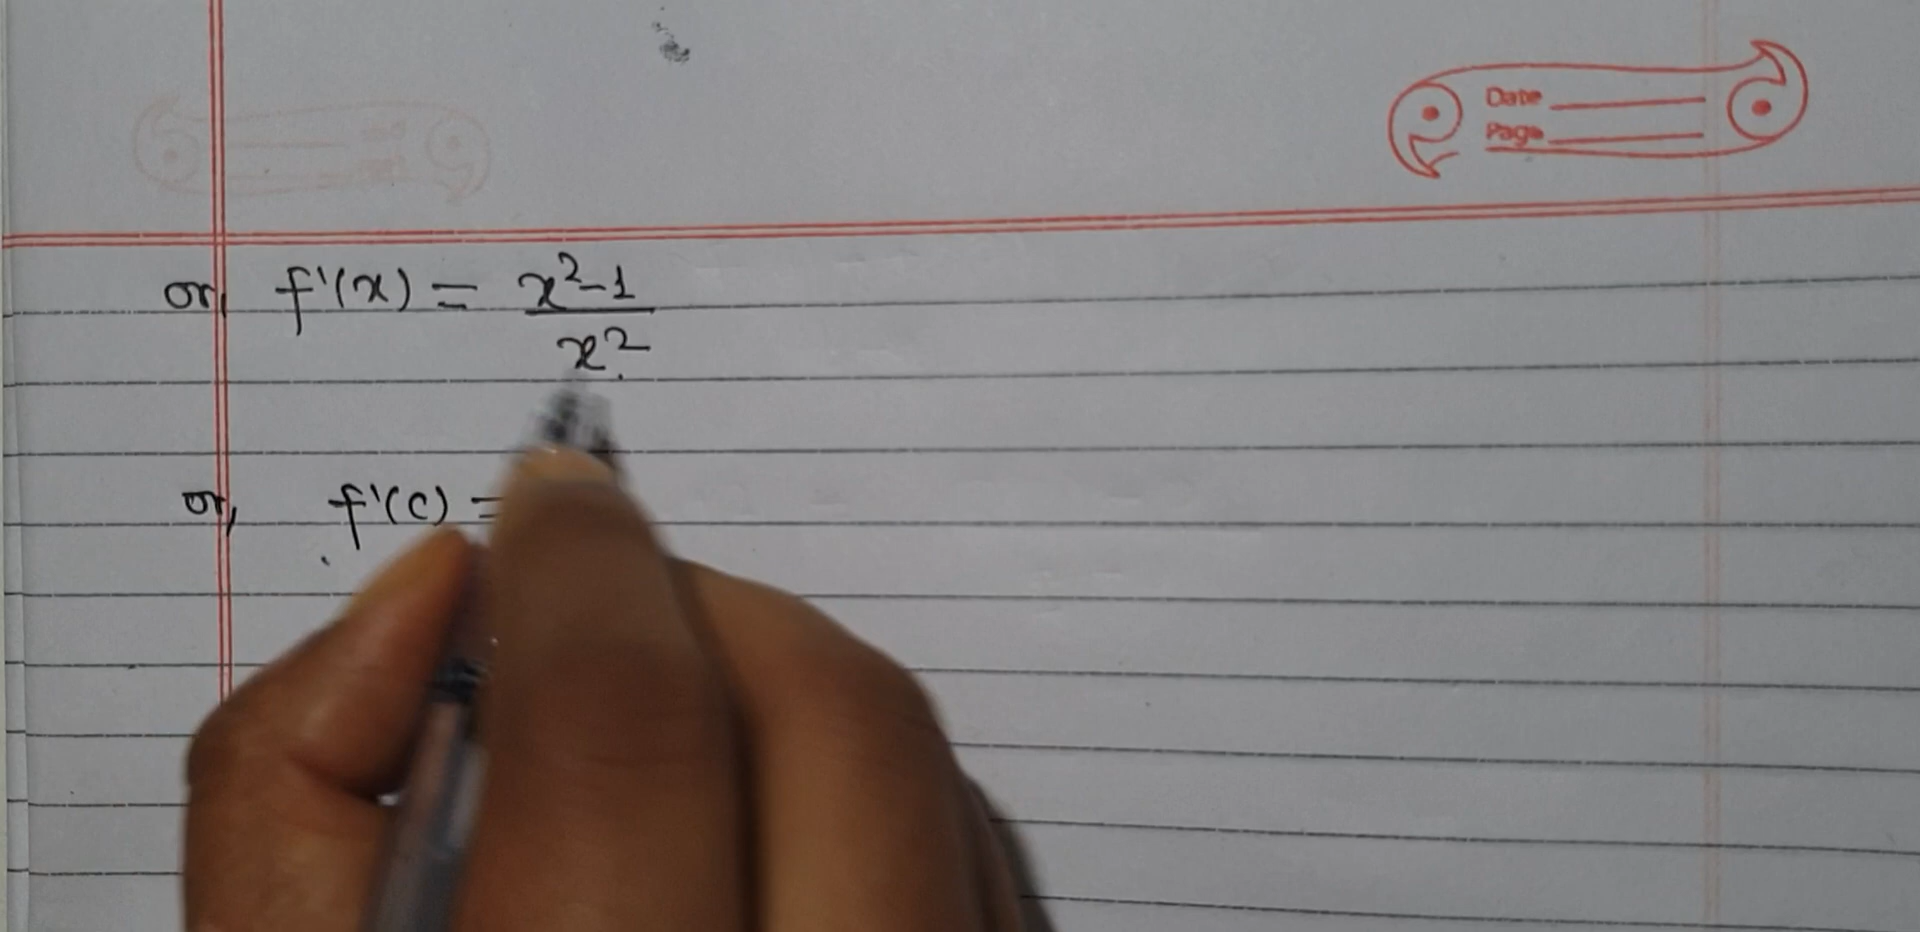 Date
Page
or, f'(x) = x²-1
x²
or, f'(c) =